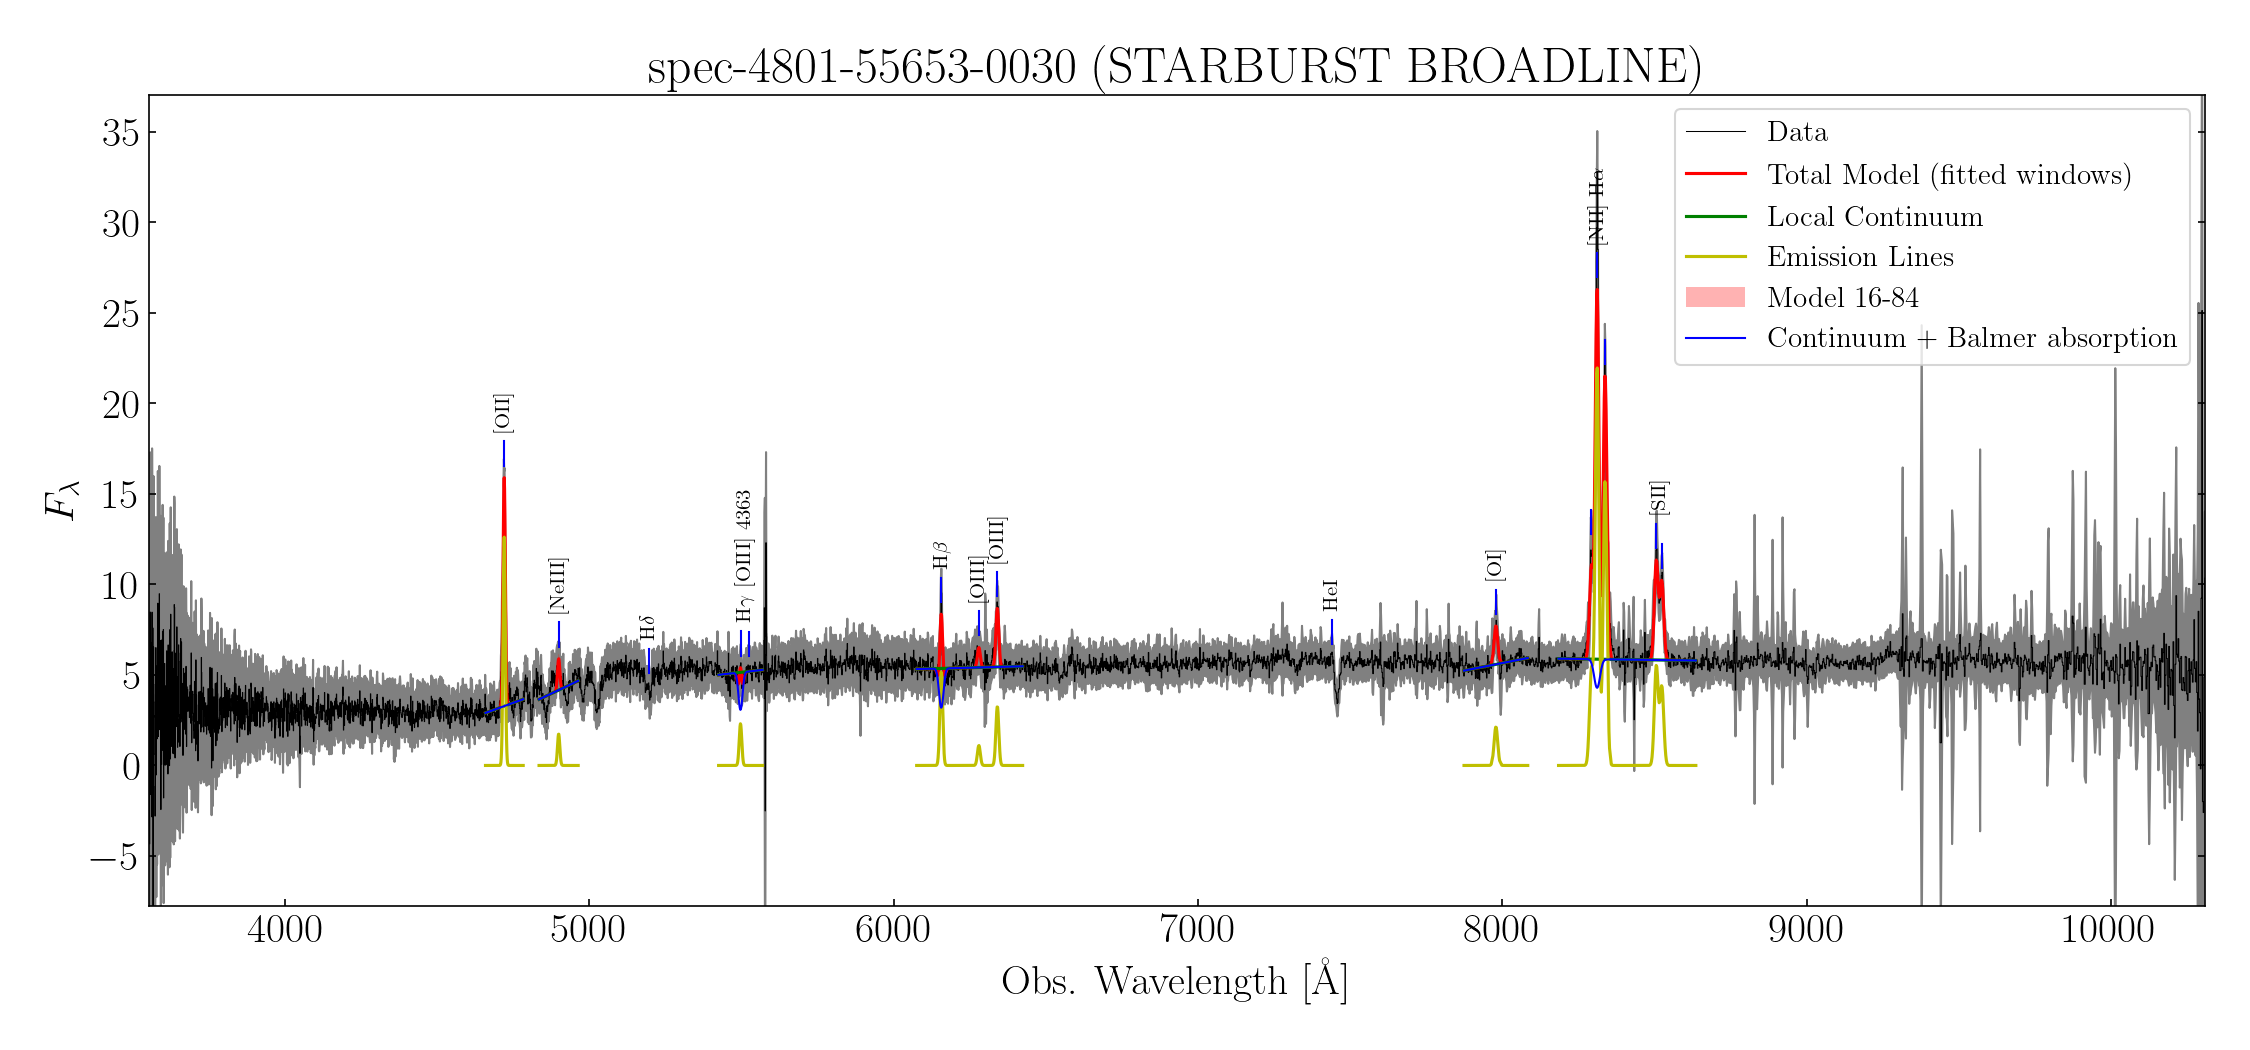 spec-4801-55653-0030 (STARBURST BROADLINE)
Data
Total Model (fitted windows)
Local Continuum
Emission Lines
Model 16-84
Continuum + Balmer absorption
[OII]
[NeIII]
Hδ
Hγ [OIII] 4363
Hβ
[OIII]
[OIII]
HeI
[OI]
[NII] Hα
[SII]
35
30
25
20
15
10
5
0
−5
Fλ
4000 5000 6000 7000 8000 9000 10000
Obs. Wavelength [Å]